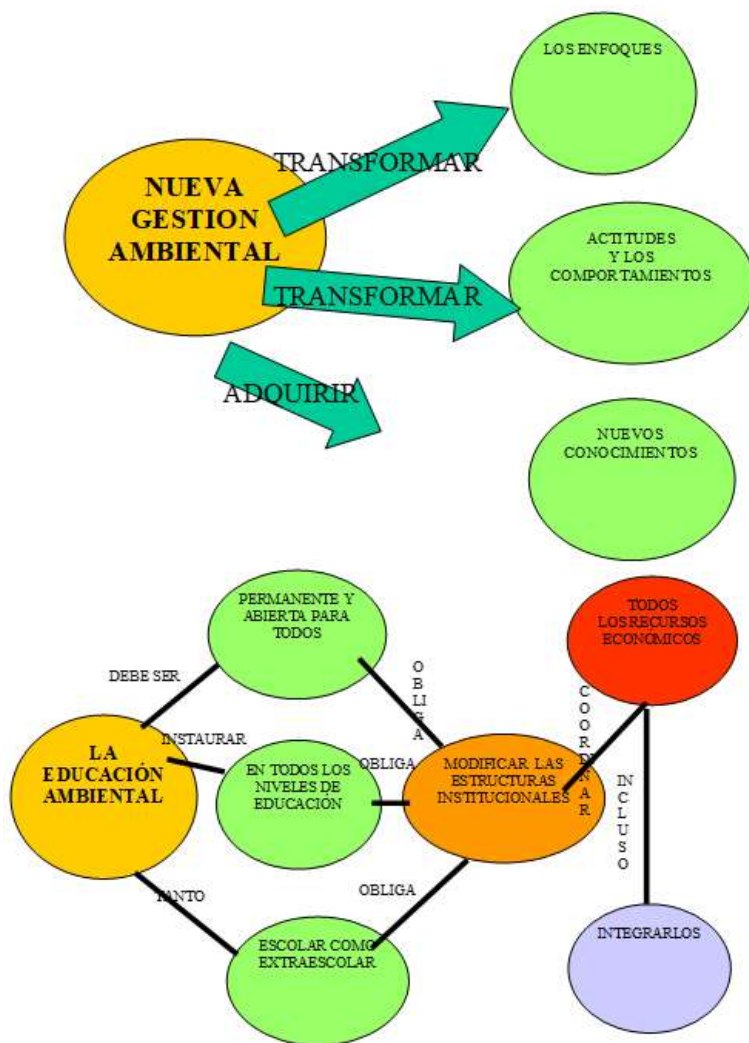 LOS ENFOQUES
TRANSFORMAR
NUEVA
GESTION
AMBIENTAL
ACTITUDES
Y LOS
COMPORTAMIENTOS
TRANSFORMAR
ADQUIRIR
NUEVOS
CONOCIMIENTOS
PERMANENTE Y
ABIERTA PARA
TODOS
TODOS
LOS RECURSOS
ECONÓMICOS
DEBE SER
OBLIGA
COORDINAR
INSTAURAR
LA
EDUCACIÓN
AMBIENTAL
EN TODOS LOS
NIVELES DE
EDUCACIÓN
OBLIGA
MODIFICAR LAS
ESTRUCTURAS
INSTITUCIONALES
INCLUSO
TANTO
OBLIGA
ESCOLAR COMO
EXTRAESCOLAR
INTEGRARLOS